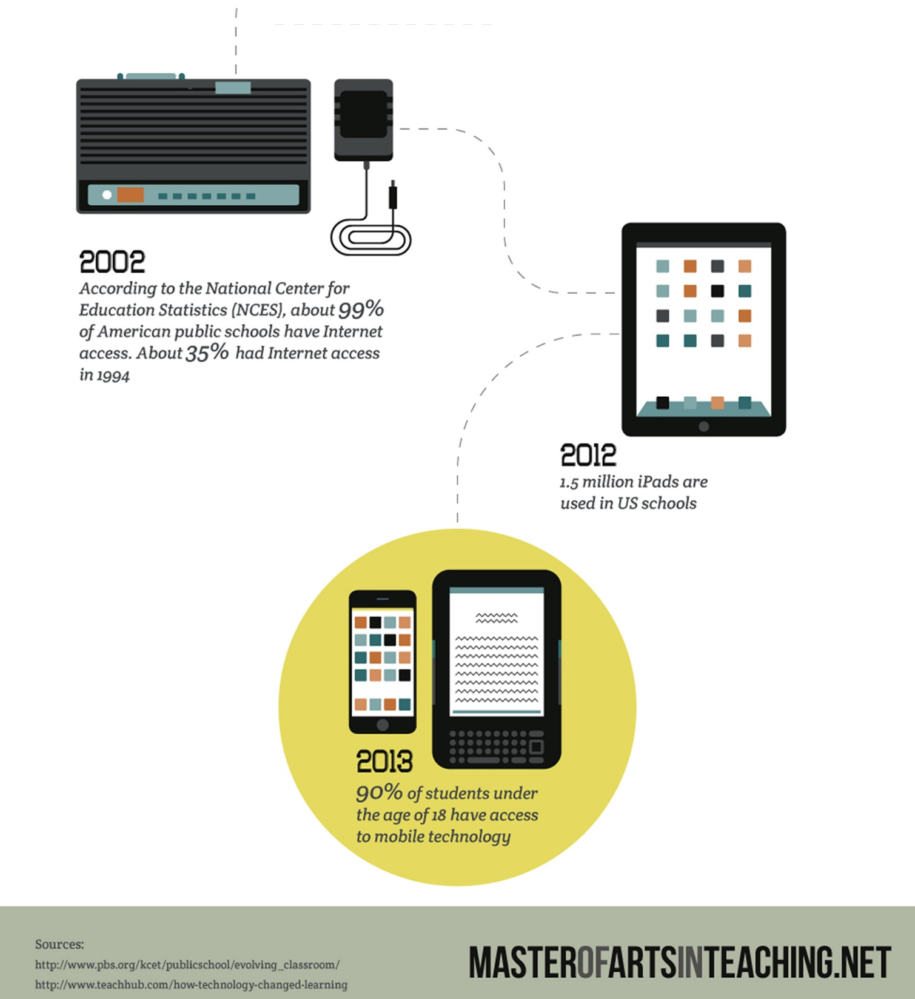 2002
According to the National Center for
Education Statistics (NCES), about 99%
of American public schools have Internet
access. About 35% had Internet access
in 1994
2012
1.5 million iPads are
used in US schools
2013
90% of students under
the age of 18 have access
to mobile technology
Sources:
http://www.pbs.org/kcet/publicschool/evolving_classroom/
http://www.teachhub.com/how-technology-changed-learning
MASTEROFARTSINTEACHING.NET